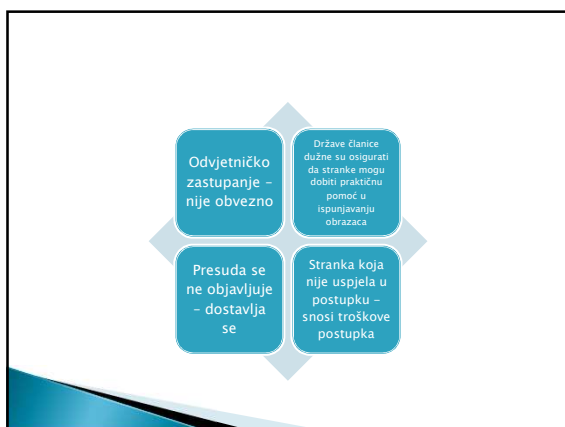 Odvjetničko
zastupanje –
nije obvezno
Države članice
dužne su osigurati
da stranke mogu
dobiti praktičnu
pomoć u
ispunjavanju
obrazaca
Presuda se
ne objavljuje
– dostavlja
se
Stranka koja
nije uspjela u
postupku –
snosi troškove
postupka